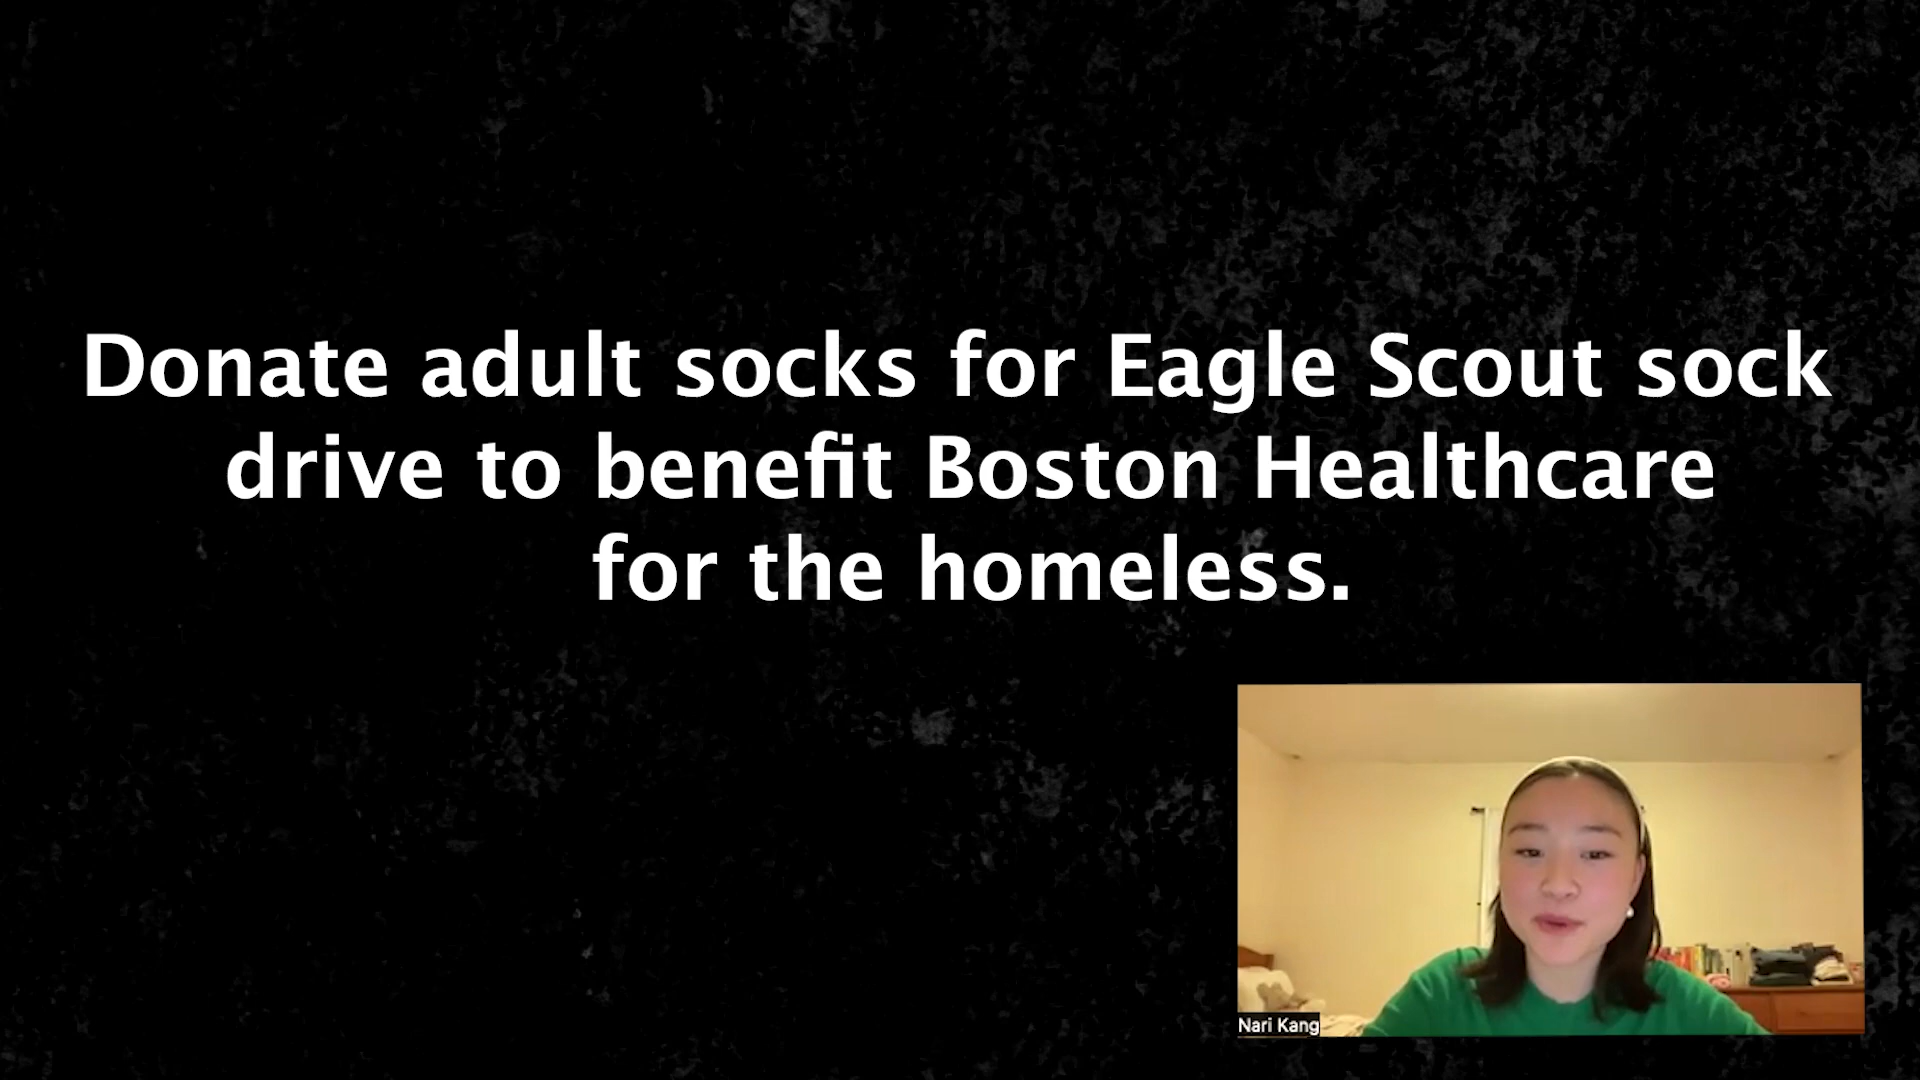 Donate adult socks for Eagle Scout sock
drive to benefit Boston Healthcare
for the homeless.
Nari Kang